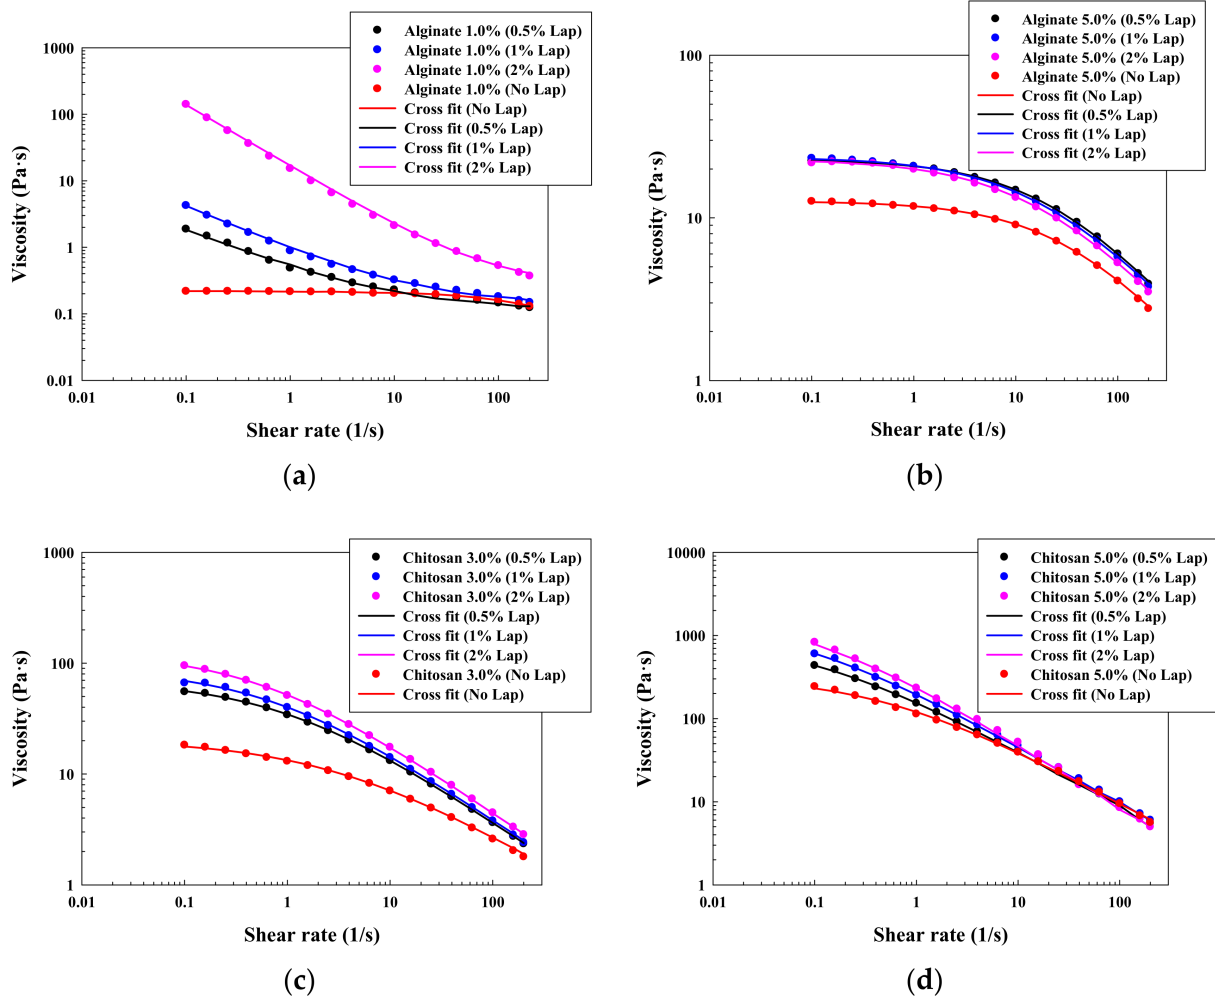 Alginate 1.0% (0.5% Lap)
Alginate 1.0% (1% Lap)
Alginate 1.0% (2% Lap)
Alginate 1.0% (No Lap)
Cross fit (No Lap)
Cross fit (0.5% Lap)
Cross fit (1% Lap)
Cross fit (2% Lap)
1000
100
10
1
0.1
0.01
Viscosity (Pa·s)
0.01 0.1 1 10 100
Shear rate (1/s)
(a)
Alginate 5.0% (0.5% Lap)
Alginate 5.0% (1% Lap)
Alginate 5.0% (2% Lap)
Alginate 5.0% (No Lap)
Cross fit (No Lap)
Cross fit (0.5% Lap)
Cross fit (1% Lap)
Cross fit (2% Lap)
100
10
1
Viscosity (Pa·s)
0.01 0.1 1 10 100
Shear rate (1/s)
(b)
Chitosan 3.0% (0.5% Lap)
Chitosan 3.0% (1% Lap)
Chitosan 3.0% (2% Lap)
Cross fit (0.5% Lap)
Cross fit (1% Lap)
Cross fit (2% Lap)
Chitosan 3.0% (No Lap)
Cross fit (No Lap)
1000
100
10
1
Viscosity (Pa·s)
0.01 0.1 1 10 100
Shear rate (1/s)
(c)
Chitosan 5.0% (0.5% Lap)
Chitosan 5.0% (1% Lap)
Chitosan 5.0% (2% Lap)
Cross fit (0.5% Lap)
Cross fit (1% Lap)
Cross fit (2% Lap)
Chitosan 5.0% (No Lap)
Cross fit (No Lap)
10000
1000
100
10
1
Viscosity (Pa·s)
0.01 0.1 1 10 100
Shear rate (1/s)
(d)